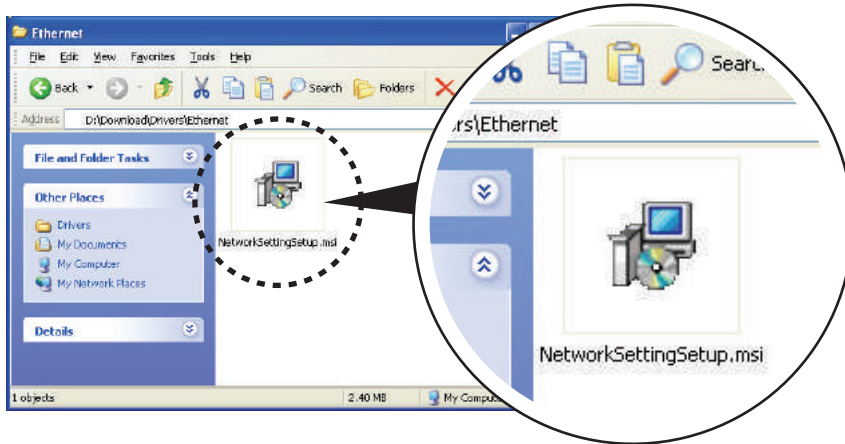 Ethernet
File Edit View Favorites Tools Help
Back Search Folders
Address D:\Download\Drivers\Ethernet
File and Folder Tasks
Other Places
Drivers
My Documents
My Computer
My Network Places
Details
NetworkSettingSetup.msi
1 objects 2.40 MB My Compu
Sear
rs\Ethernet
NetworkSettingSetup.msi